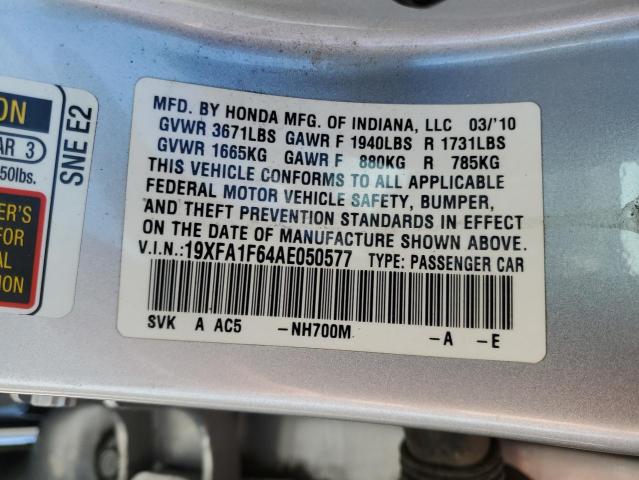 ON
AR 3
50lbs.
ER'S
FOR
AL
TION
SNE E2
MFD. BY HONDA MFG. OF INDIANA, LLC 03/'10
GVWR 3671LBS GAWR F 1940LBS R 1731LBS
GVWR 1665KG GAWR F 880KG R 785KG
THIS VEHICLE CONFORMS TO ALL APPLICABLE
FEDERAL MOTOR VEHICLE SAFETY, BUMPER,
AND THEFT PREVENTION STANDARDS IN EFFECT
ON THE DATE OF MANUFACTURE SHOWN ABOVE.
V.I.N.:19XFA1F64AE050577 TYPE: PASSENGER CAR
SVK A AC5 -NH700M -A -E